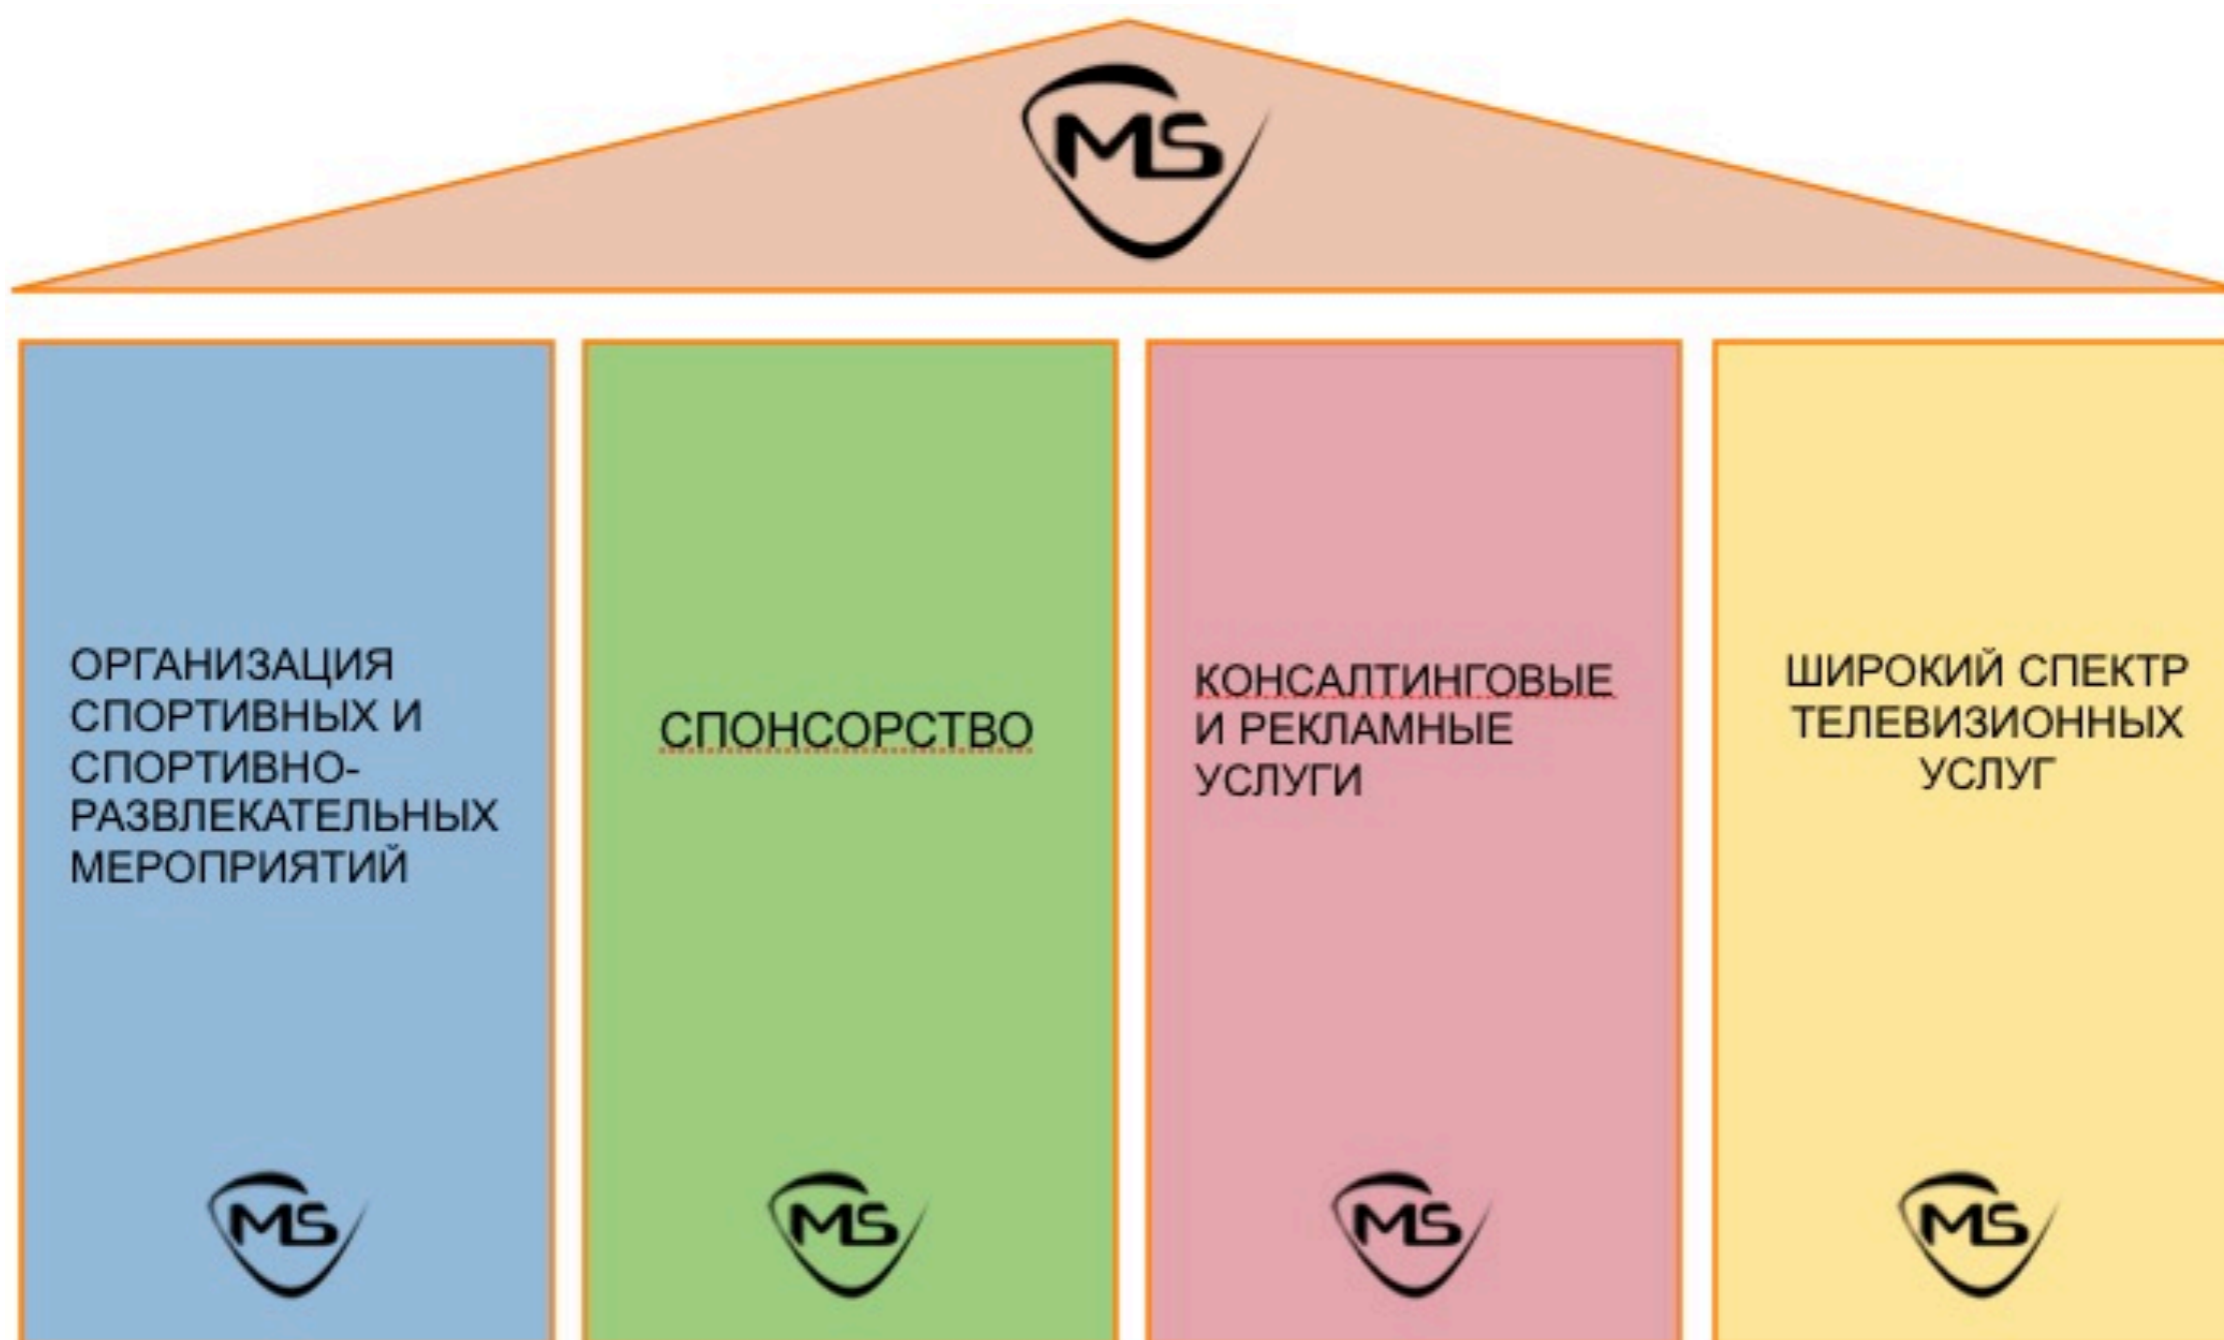 MS
ОРГАНИЗАЦИЯ
СПОРТИВНЫХ И
СПОРТИВНО-
РАЗВЛЕКАТЕЛЬНЫХ
МЕРОПРИЯТИЙ
MS
СПОНСОРСТВО
MS
КОНСАЛТИНГОВЫЕ
И РЕКЛАМНЫЕ
УСЛУГИ
MS
ШИРОКИЙ СПЕКТР
ТЕЛЕВИЗИОННЫХ
УСЛУГ
MS